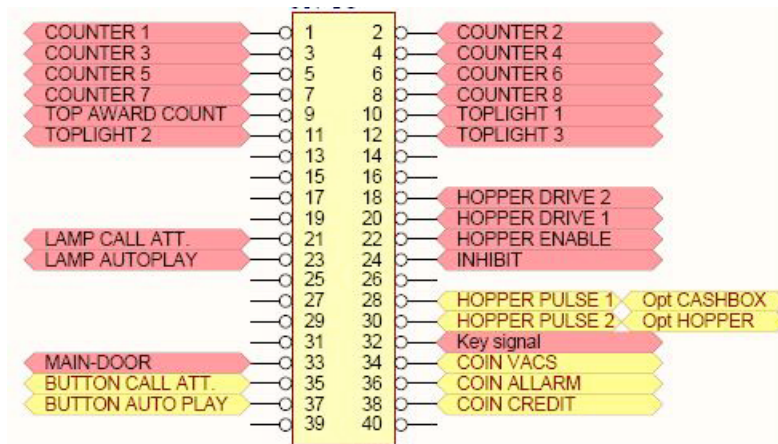 COUNTER 1 1 2 COUNTER 2
COUNTER 3 3 4 COUNTER 4
COUNTER 5 5 6 COUNTER 6
COUNTER 7 7 8 COUNTER 8
TOP AWARD COUNT 9 10 TOPLIGHT 1
TOPLIGHT 2 11 12 TOPLIGHT 3
13 14
15 16
17 18 HOPPER DRIVE 2
19 20 HOPPER DRIVE 1
LAMP CALL ATT. 21 22 HOPPER ENABLE
LAMP AUTOPLAY 23 24 INHIBIT
25 26
27 28 HOPPER PULSE 1 Opt CASHBOX
29 30 HOPPER PULSE 2 Opt HOPPER
31 32 Key signal
MAIN-DOOR 33 34 COIN VACS
BUTTON CALL ATT. 35 36 COIN ALLARM
BUTTON AUTO PLAY 37 38 COIN CREDIT
39 40